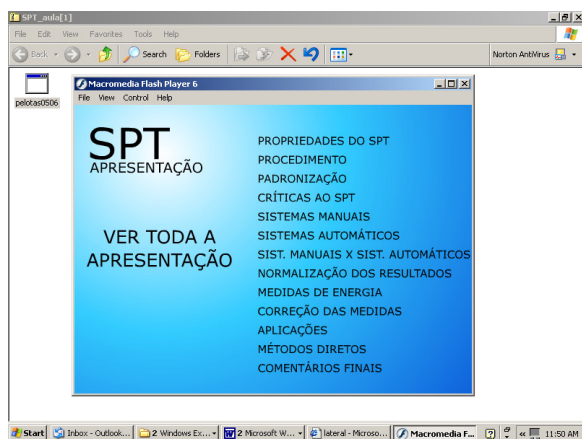 SPT_aula[1]
File Edit View Favorites Tools Help
Back Search Folders Norton AntiVirus
pelotas0506
Macromedia Flash Player 6
File View Control Help
SPT
APRESENTAÇÃO
VER TODA A
APRESENTAÇÃO
PROPRIEDADES DO SPT
PROCEDIMENTO
PADRONIZAÇÃO
CRÍTICAS AO SPT
SISTEMAS MANUAIS
SISTEMAS AUTOMÁTICOS
SIST. MANUAIS X SIST. AUTOMÁTICOS
NORMALIZAÇÃO DOS RESULTADOS
MEDIDAS DE ENERGIA
CORREÇÃO DAS MEDIDAS
APLICAÇÕES
MÉTODOS DIRETOS
COMENTÁRIOS FINAIS
Start Inbox - Outlook... 2 Windows Ex... 2 Microsoft W... lateral - Microso... Macromedia F... 11:50 AM